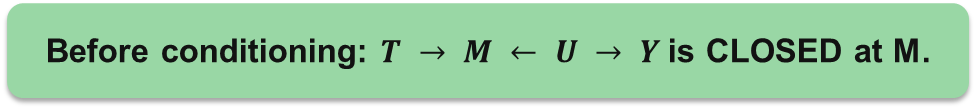 Before conditioning: T → M ← U → Y is CLOSED at M.